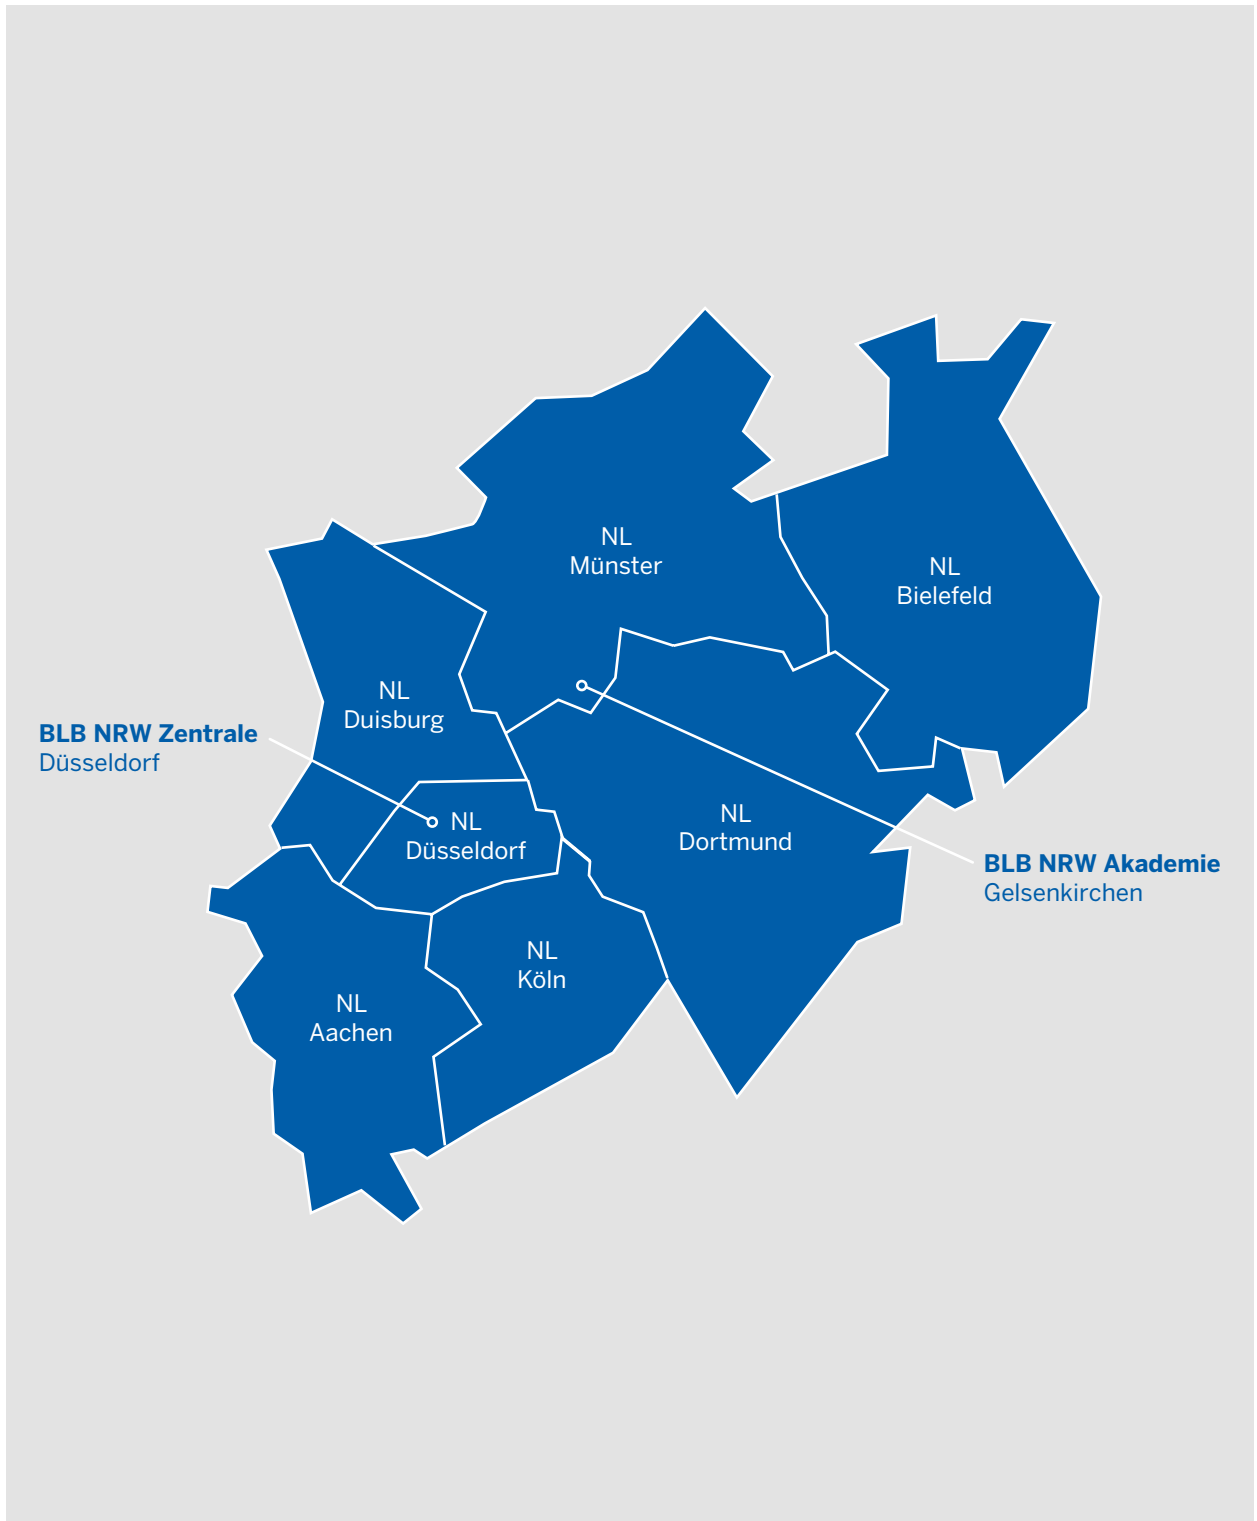 NL
Münster
NL
Bielefeld
NL
Duisburg
BLB NRW Zentrale
Düsseldorf
NL
Düsseldorf
NL
Dortmund
BLB NRW Akademie
Gelsenkirchen
NL
Köln
NL
Aachen